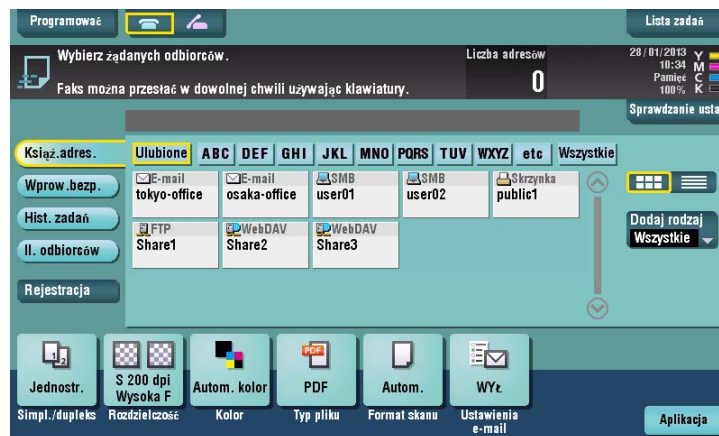 Programować
Lista zadań
Wybierz żądanych odbiorców.
Faks można przesłać w dowolnej chwili używając klawiatury.
Liczba adresów
0
28/01/2013
10:34
Pamięć
100%
Y
M
C
K
Sprawdzanie usta
Książ.adres.
Wprow.bezp.
Hist. zadań
Il. odbiorców
Rejestracja
Ulubione ABC DEF GHI JKL MNO PQRS TUV WXYZ etc Wszystkie
E-mail
tokyo-office
E-mail
osaka-office
SMB
user01
SMB
user02
Skrzynka
public1
FTP
Share1
WebDAV
Share2
WebDAV
Share3
Dodaj rodzaj
Wszystkie
1 2
Jednostr.
Simpl./dupleks
S
200 dpi
Wysoka F
Rozdzielczość
Autom. kolor
Kolor
PDF
PDF
Typ pliku
Autom.
Format skanu
WYŁ
Ustawienia
e-mail
Aplikacja